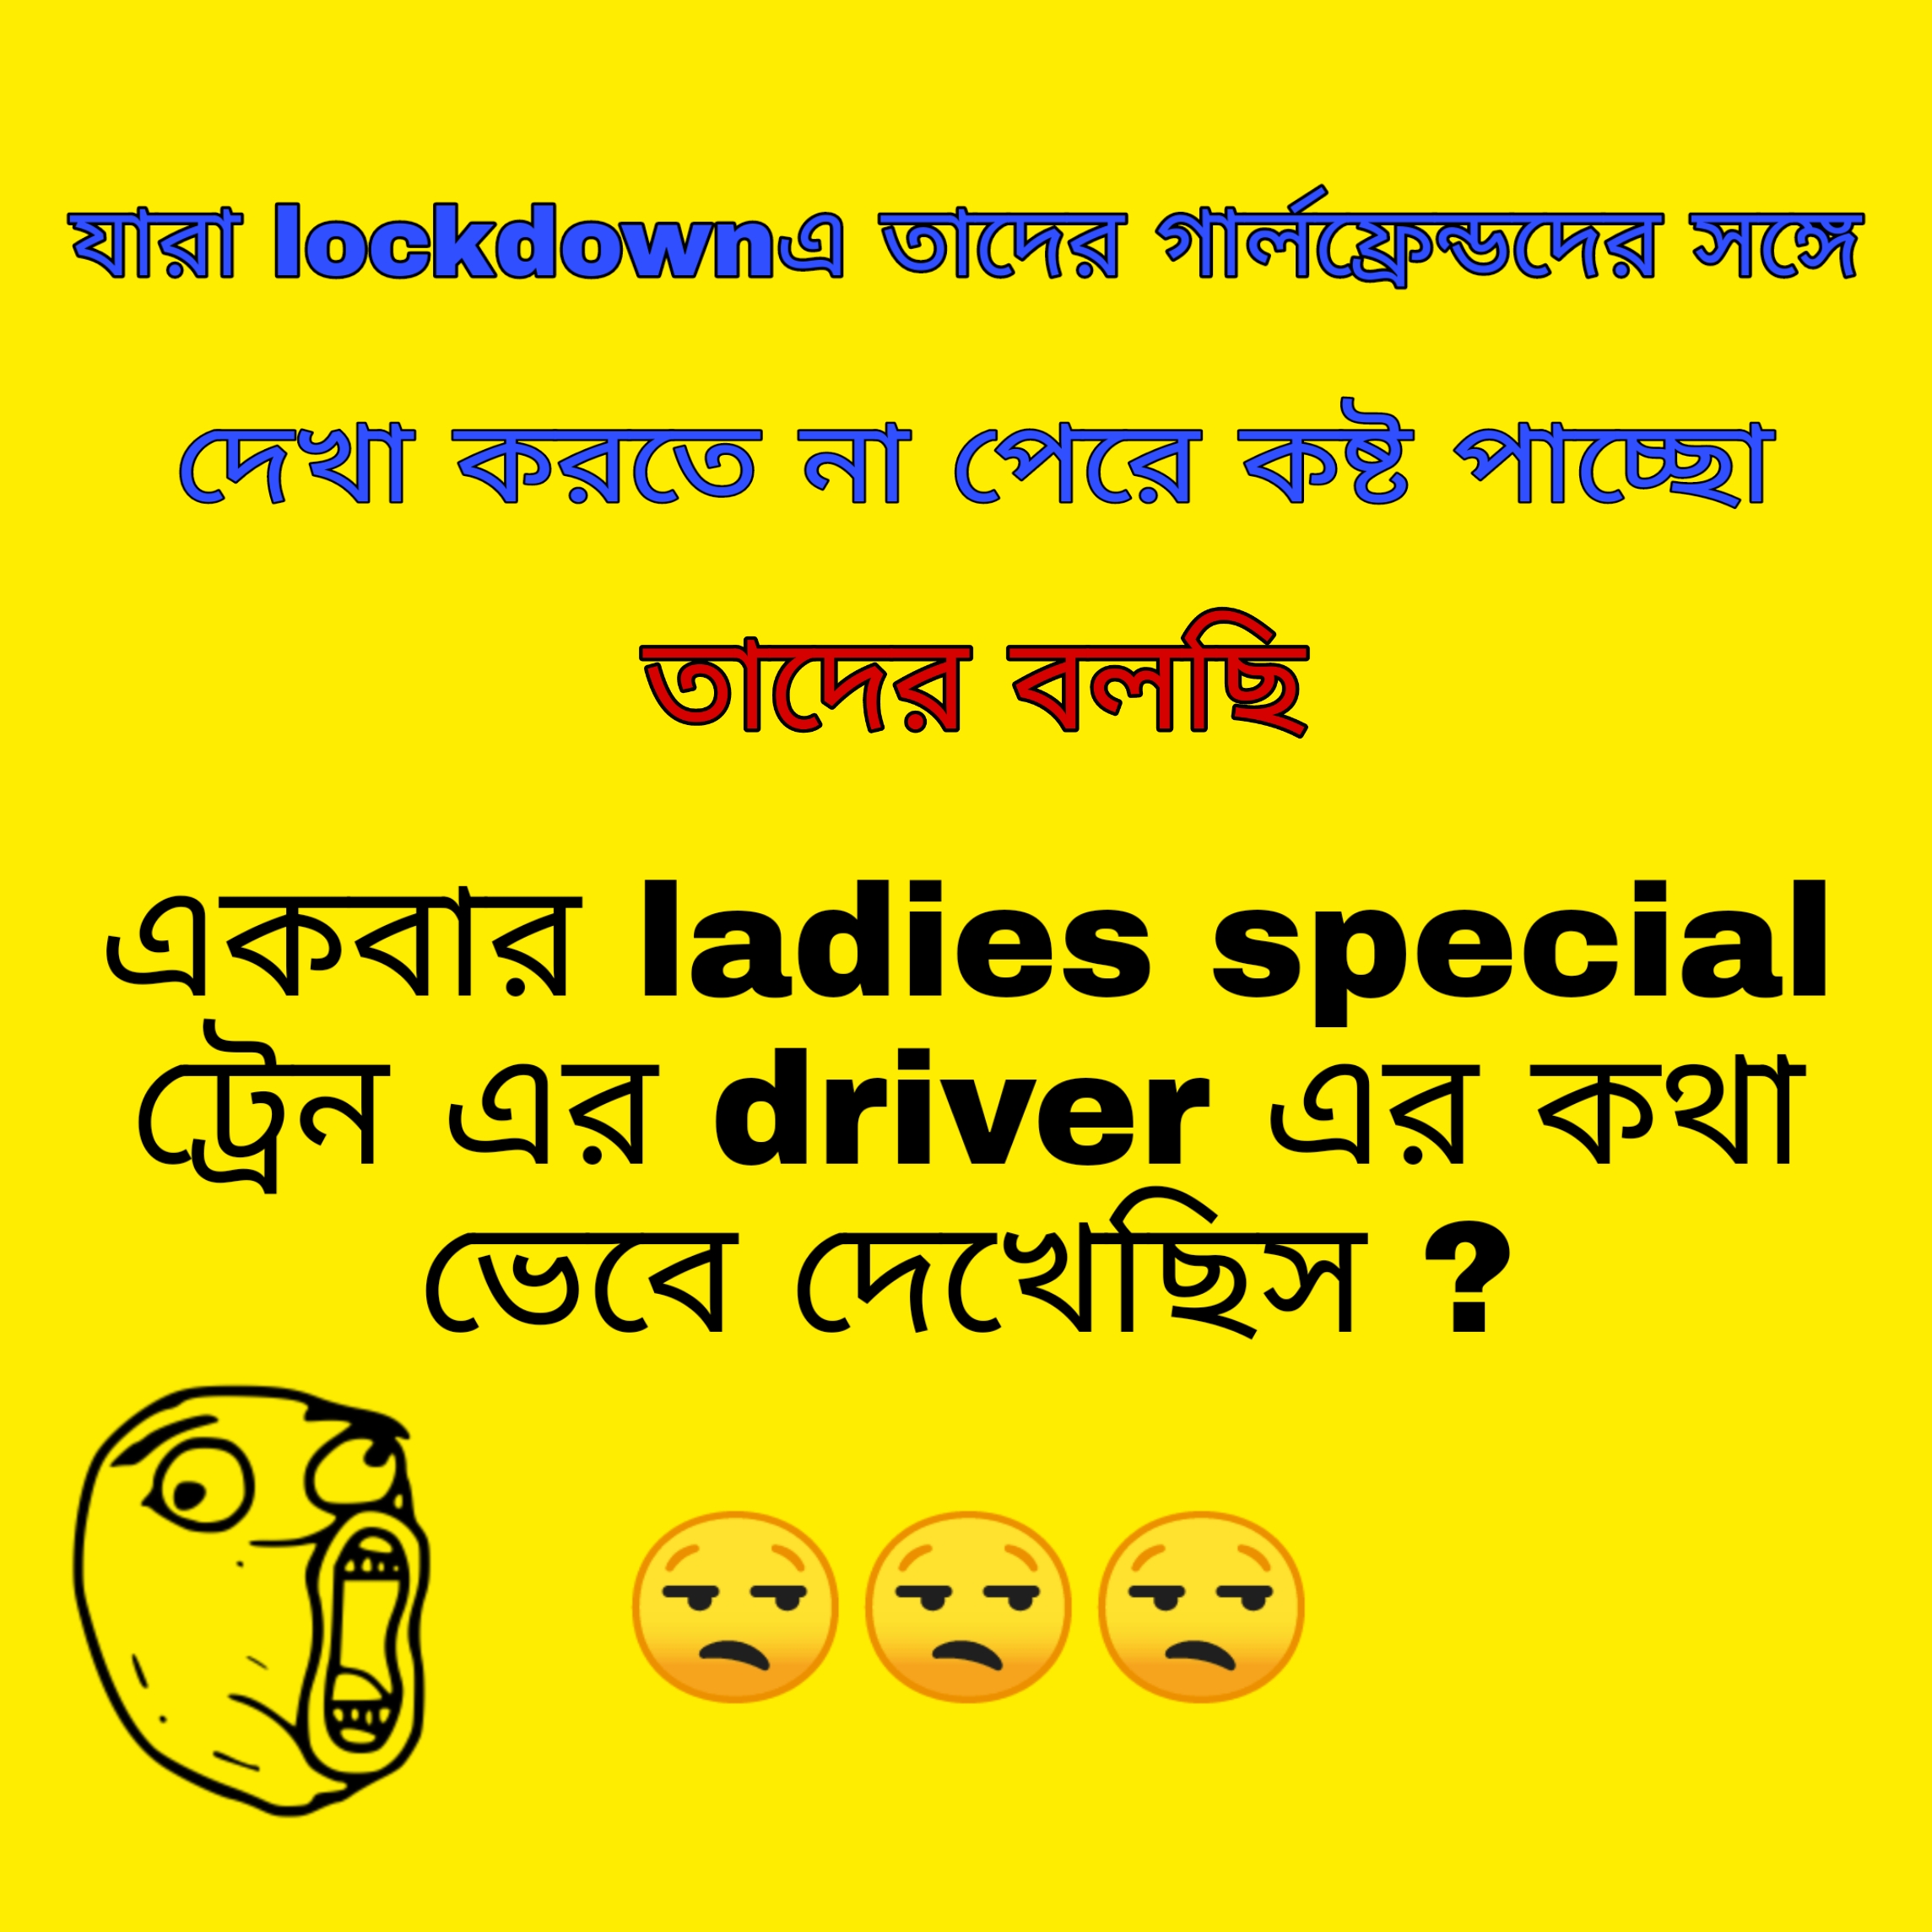 যারা lockdownএ তাদের গার্লফ্রেন্ডদের সঙ্গে
দেখা করতে না পেরে কষ্ট পাচ্ছো
তাদের বলছি
একবার ladies special
ট্রেন এর driver এর কথা
ভেবে দেখেছিস ?